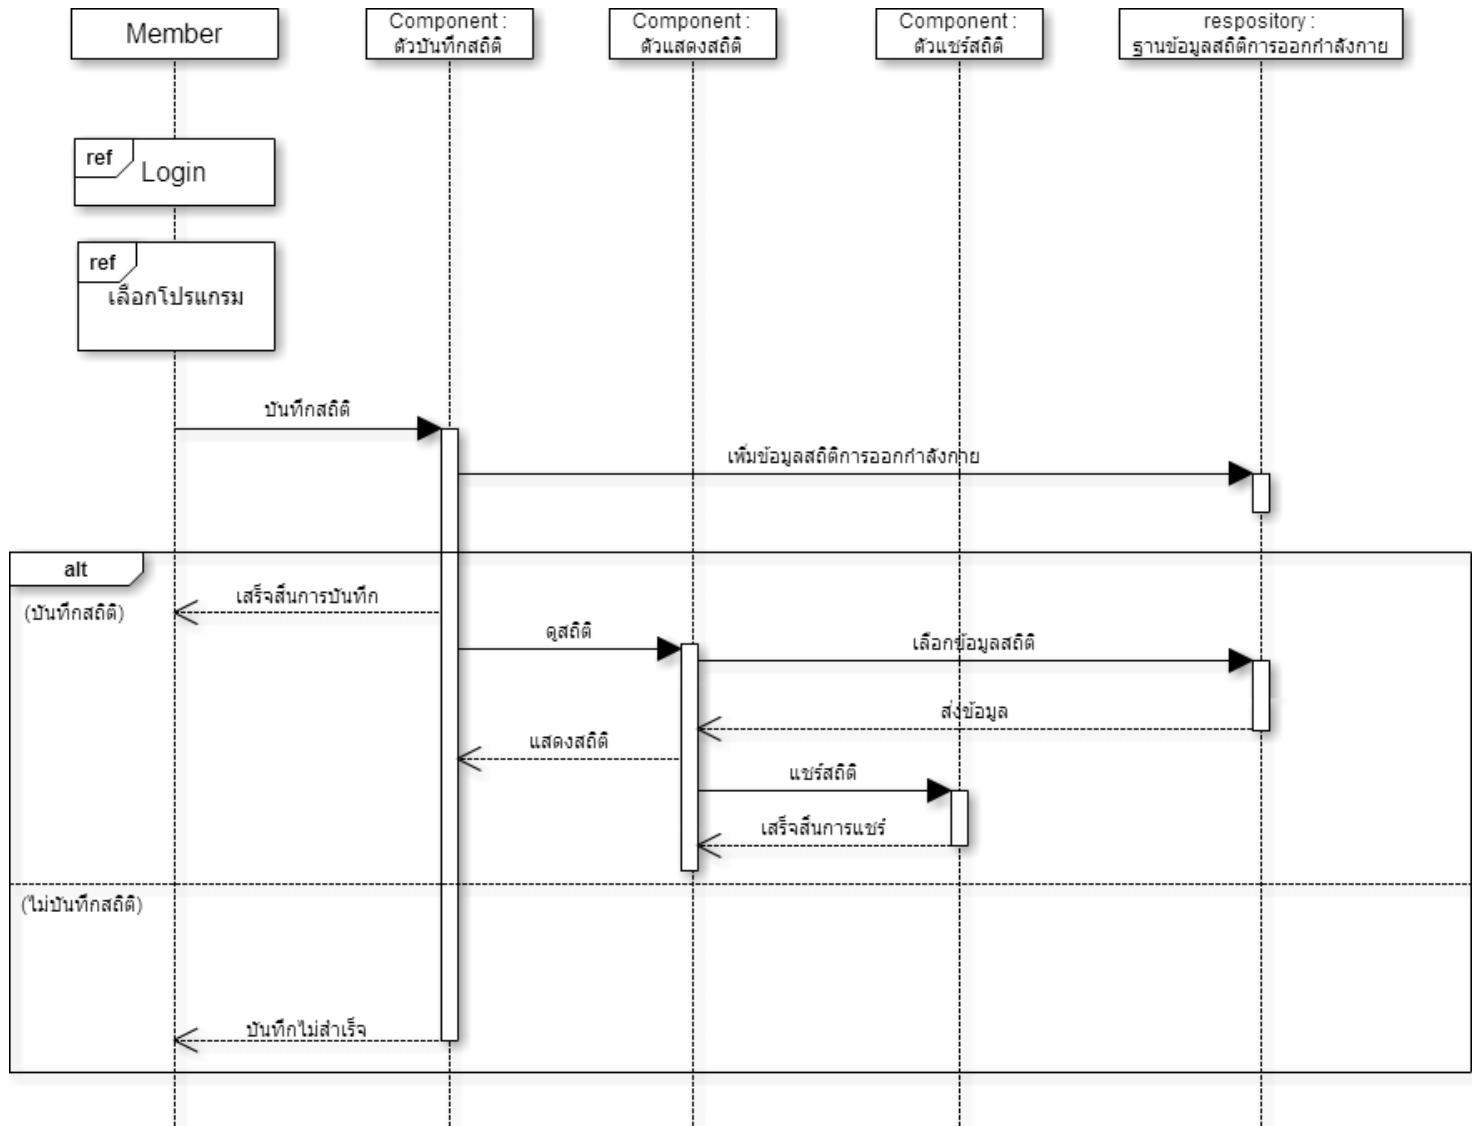 Member
Component :
ตัวบันทึกสถิติ
Component :
ตัวแสดงสถิติ
Component :
ตัวแชร์สถิติ
respository :
ฐานข้อมูลสถิติการออกกำลังกาย
ref
Login
ref
เลือกโปรแกรม
บันทึกสถิติ
เพิ่มข้อมูลสถิติการออกกำลังกาย
alt
(บันทึกสถิติ)
เสร็จสิ้นการบันทึก
ดูสถิติ
เลือกข้อมูลสถิติ
ส่งข้อมูล
แสดงสถิติ
แชร์สถิติ
เสร็จสิ้นการแชร์
(ไม่บันทึกสถิติ)
บันทึกไม่สำเร็จ